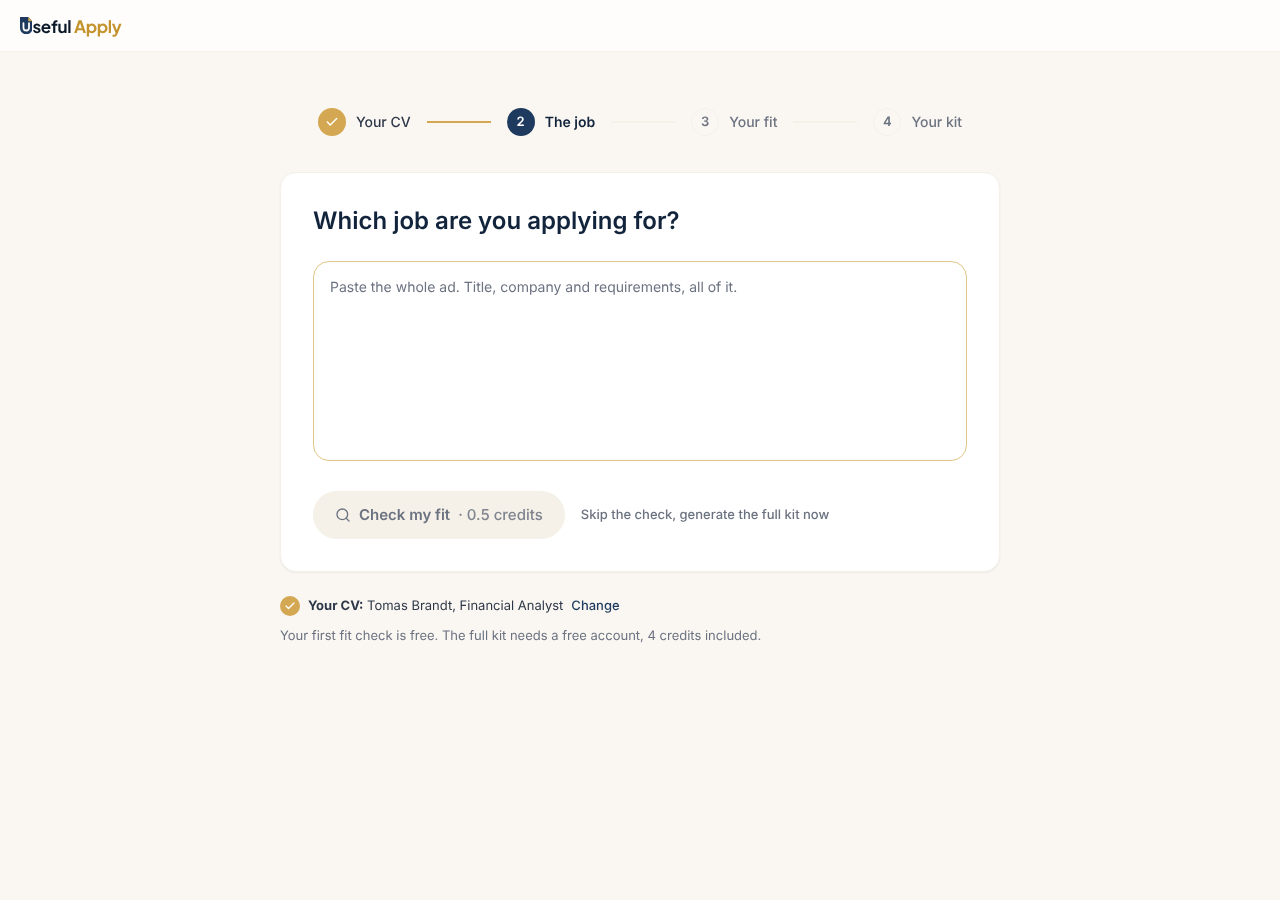 Useful Apply
Your CV
2 The job
3 Your fit
4 Your kit
Which job are you applying for?
Paste the whole ad. Title, company and requirements, all of it.
Check my fit · 0.5 credits
Skip the check, generate the full kit now
Your CV: Tomas Brandt, Financial Analyst Change
Your first fit check is free. The full kit needs a free account, 4 credits included.